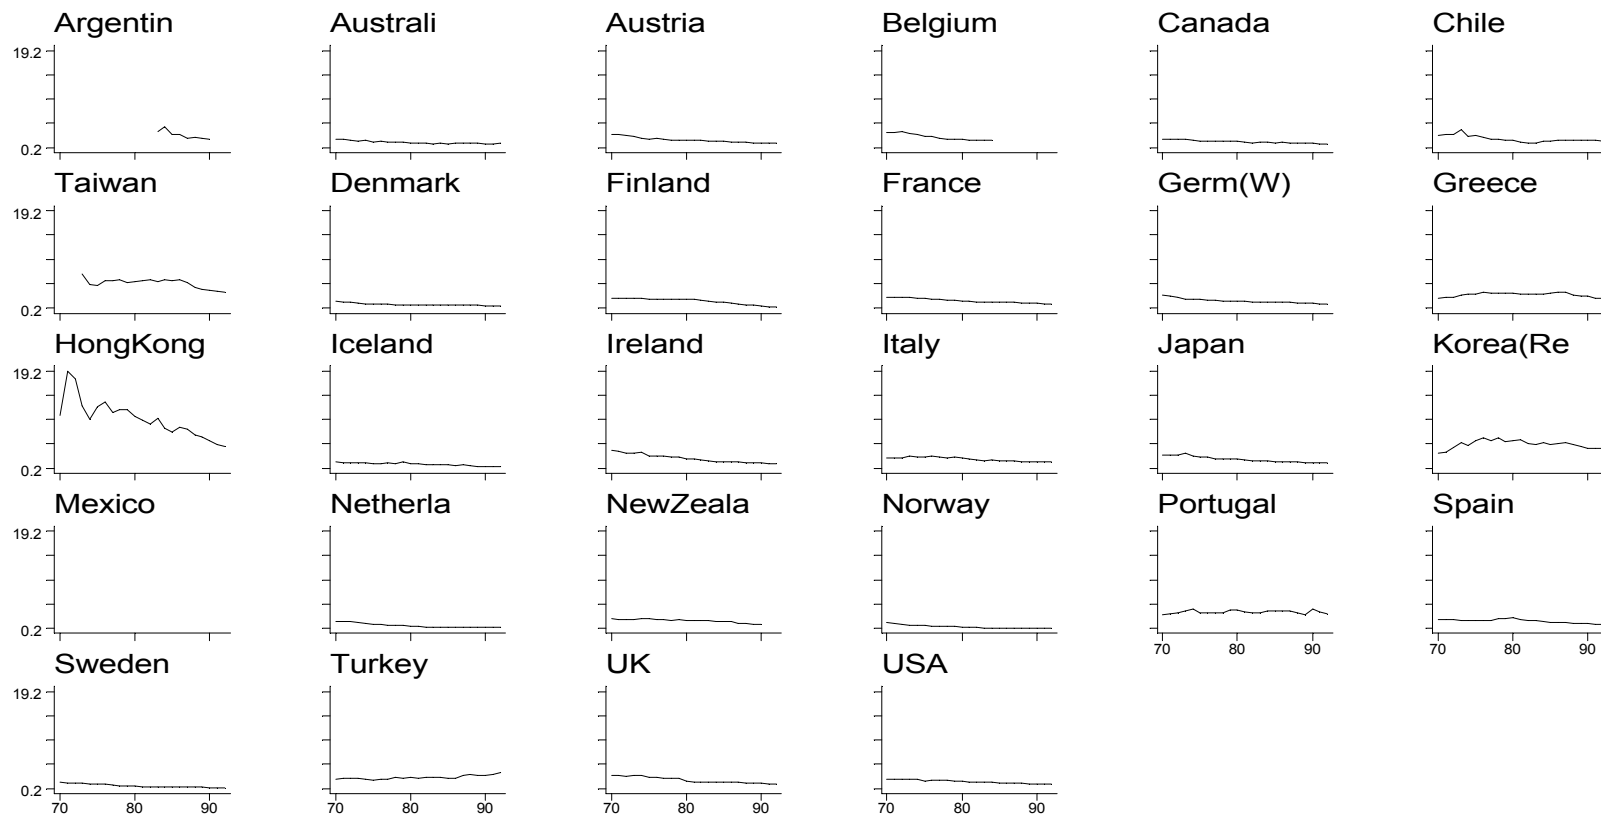 Argentin Australi Austria Belgium Canada Chile
19.2
0.2
Taiwan Denmark Finland France Germ(W) Greece
19.2
0.2
HongKong Iceland Ireland Italy Japan Korea(Re
19.2
0.2
Mexico Netherla NewZeala Norway Portugal Spain
19.2
0.2
70 80 90 70 80 90
Sweden Turkey UK USA
19.2
0.2
70 80 90 70 80 90 70 80 90 70 80 90